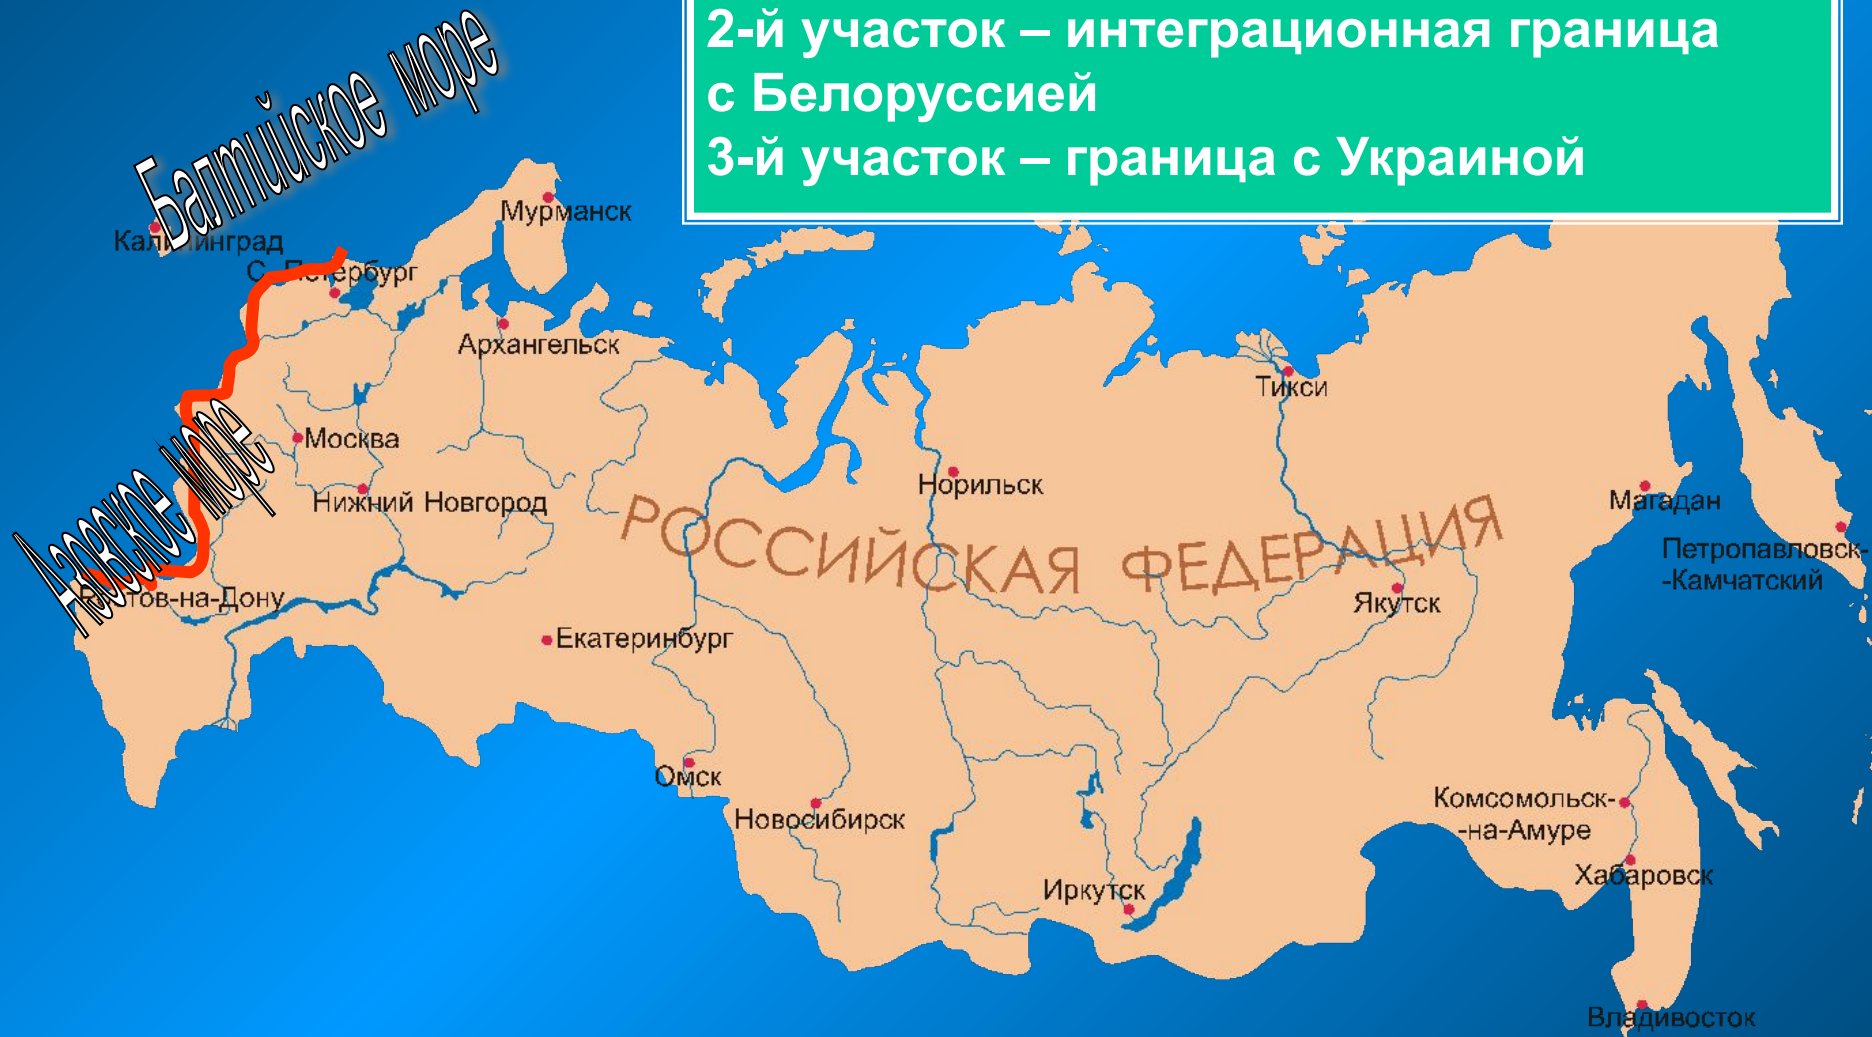 2-й участок – интеграционная граница
с Белоруссией
3-й участок – граница с Украиной
Балтийское море
Мурманск
Калининград
С.-Петербург
Архангельск
Тикси
Азовское море
Москва
Нижний Новгород
Норильск
РОССИЙСКАЯ ФЕДЕРАЦИЯ
Магадан
Петропавловск-
-Камчатский
Ростов-на-Дону
Якутск
Екатеринбург
Омск
Новосибирск
Комсомольск-
-на-Амуре
Хабаровск
Иркутск
Владивосток